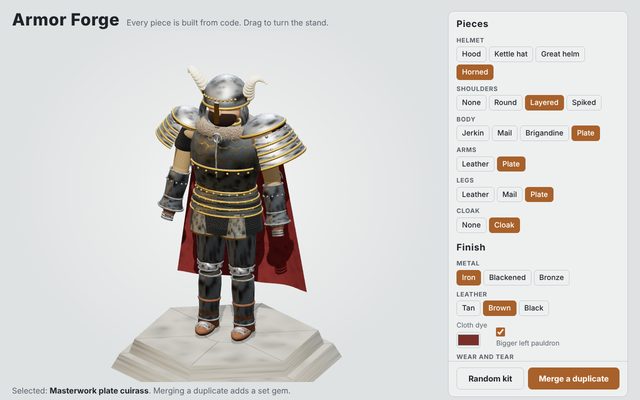 Armor Forge Every piece is built from code. Drag to turn the stand.
Pieces
HELMET
Hood Kettle hat Great helm
Horned
SHOULDERS
None Round Layered Spiked
BODY
Jerkin Mail Brigandine Plate
ARMS
Leather Plate
LEGS
Leather Mail Plate
CLOAK
None Cloak
Finish
METAL
Iron Blackened Bronze
LEATHER
Tan Brown Black
Cloth dye
Bigger left pauldron
WEAR AND TEAR
Random kit Merge a duplicate
Selected: Masterwork plate cuirass. Merging a duplicate adds a set gem.